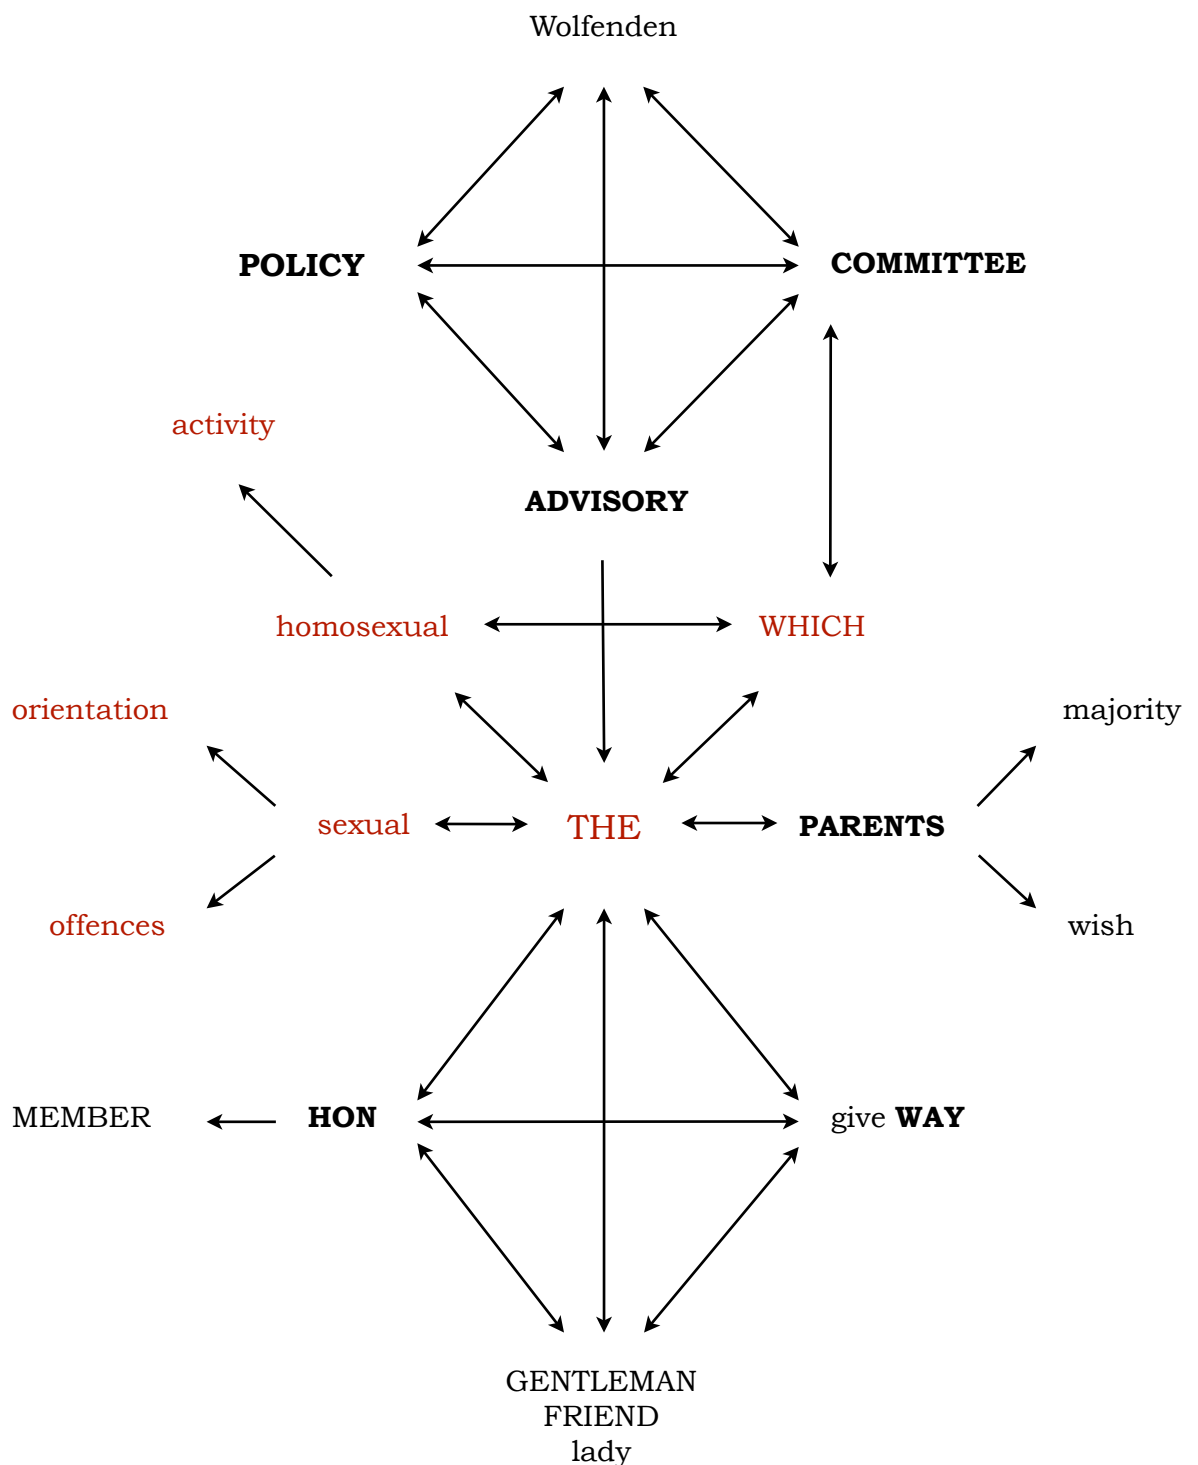 Wolfenden
POLICY
COMMITTEE
activity
ADVISORY
homosexual
WHICH
orientation
majority
sexual
THE
PARENTS
offences
wish
MEMBER
HON
give WAY
GENTLEMAN
FRIEND
lady